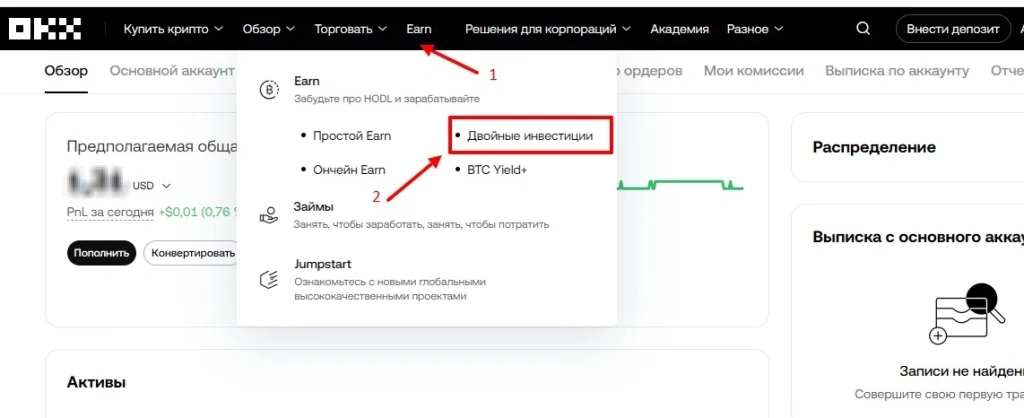 OKX
Купить крипто
Обзор
Торговать
Earn
Решения для корпораций
Академия
Разное
Внести депозит
1
Обзор
Основной аккаунт
ордеров
Мои комиссии
Выписка по аккаунту
Earn
Забудьте про HODL и зарабатывайте
Простой Earn
Двойные инвестиции
Ончейн Earn
BTC Yield+
2
Займы
Занять, чтобы заработать, занять, чтобы потратить
Jumpstart
Ознакомьтесь с новыми глобальными
высококачественными проектами
Предполагаемая обща
USD
PnL за сегодня +$0,01 (0,76
Пополнить
Конвертировать
Активы
Распределение
Выписка с основного акка
Записи не найден
Совершите свою первую тра